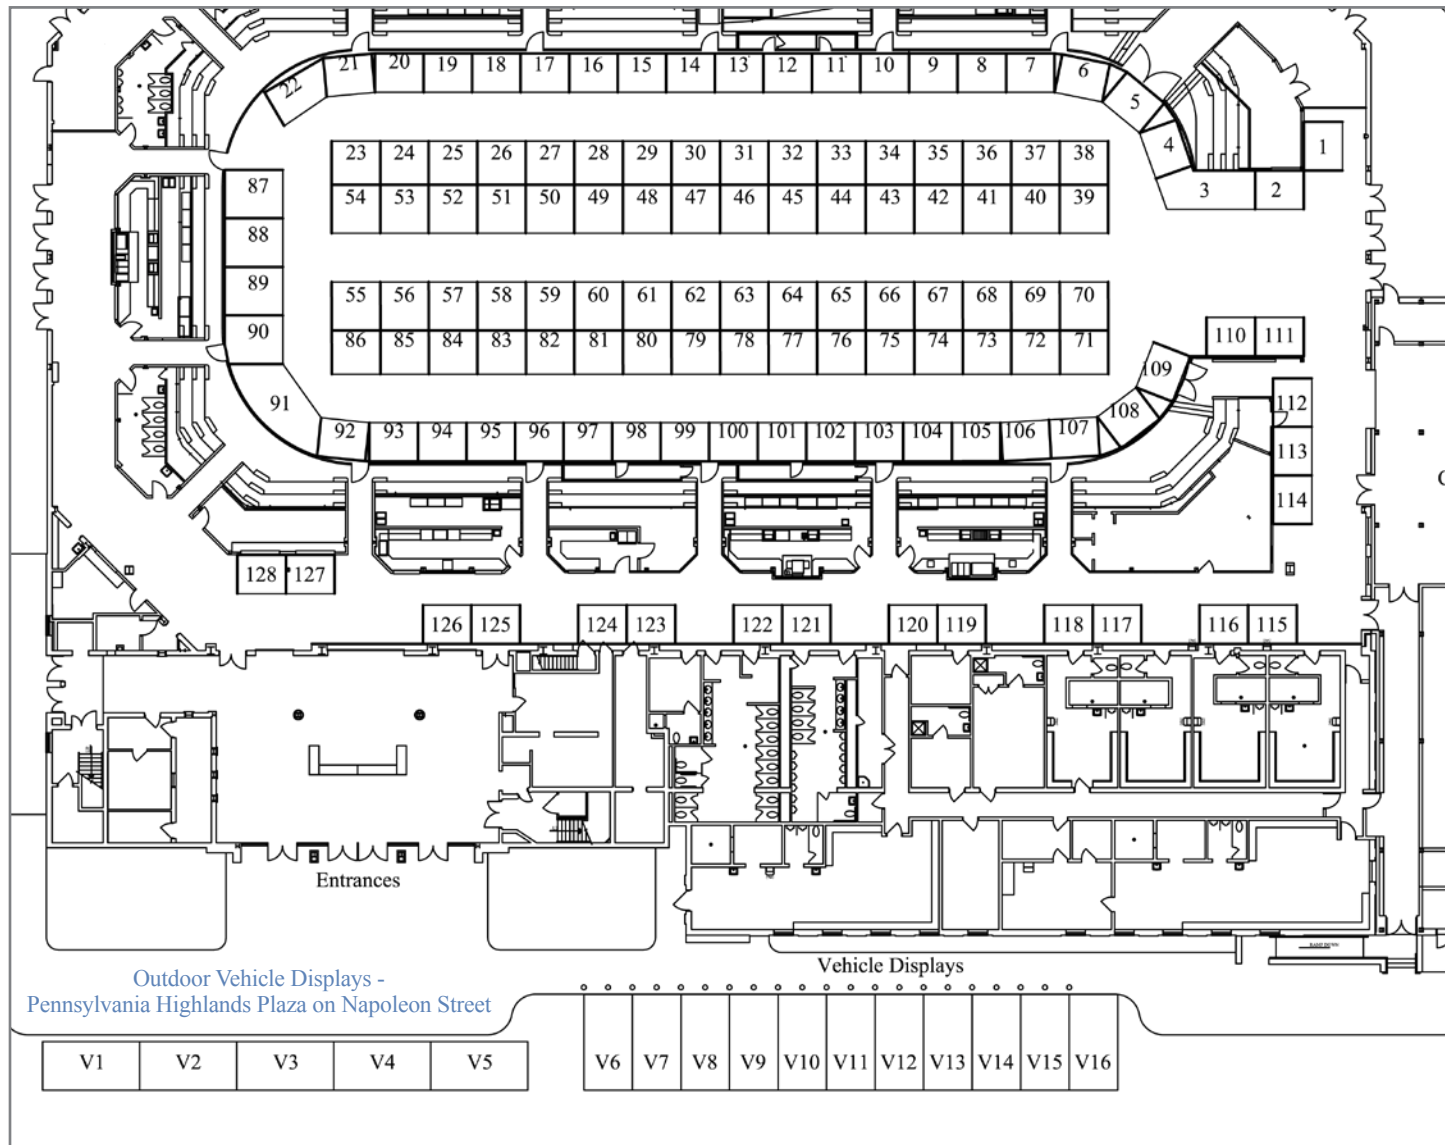 22 21 20 19 18 17 16 15 14 13 12 11 10 9 8 7 6 5
4 3 2 1
23 24 25 26 27 28 29 30 31 32 33 34 35 36 37 38
87
54 53 52 51 50 49 48 47 46 45 44 43 42 41 40 39
88
89
55 56 57 58 59 60 61 62 63 64 65 66 67 68 69 70
90
86 85 84 83 82 81 80 79 78 77 76 75 74 73 72 71
110 111
109
91
108
112
92 93 94 95 96 97 98 99 100 101 102 103 104 105 106 107
113
114
128 127
126 125 124 123 122 121 120 119 118 117 116 115
Entrances
RAMP DOWN
Vehicle Displays
Outdoor Vehicle Displays -
Pennsylvania Highlands Plaza on Napoleon Street
V1 V2 V3 V4 V5 V6 V7 V8 V9 V10 V11 V12 V13 V14 V15 V16